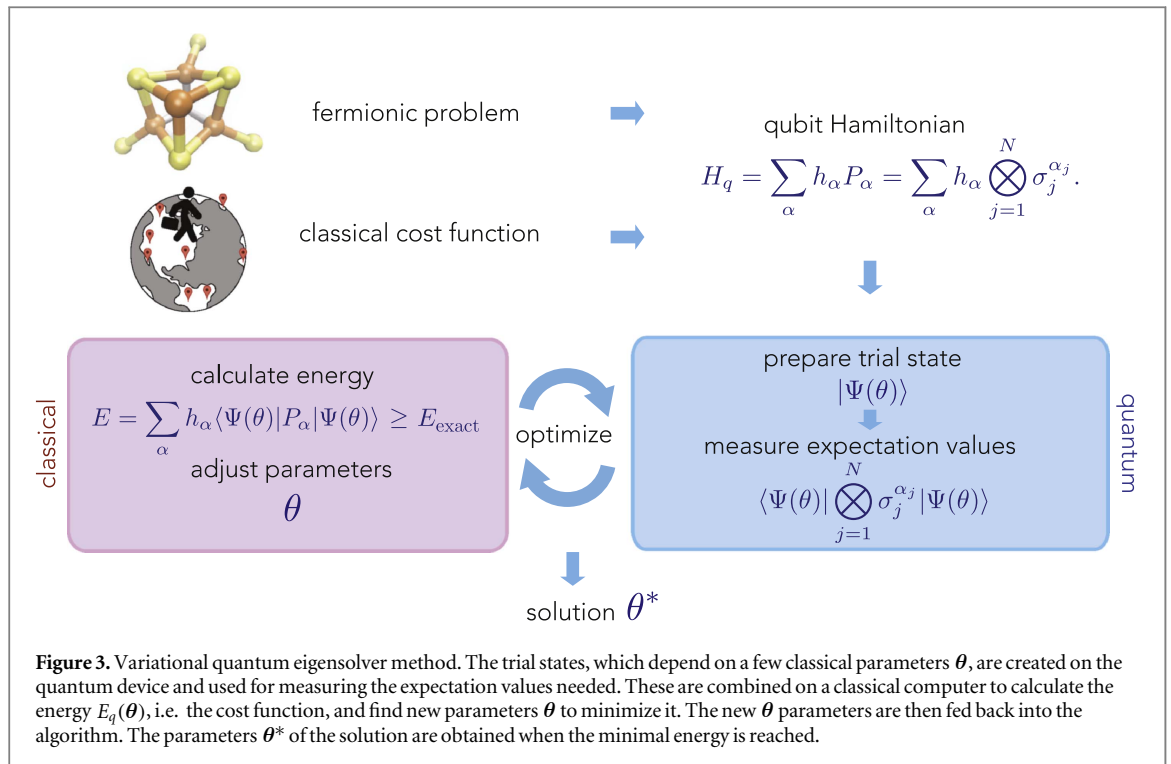 fermionic problem
qubit Hamiltonian
H_q = ∑_α h_α P_α = ∑_α h_α ⨂_{j=1}^{N} σ_j^{α_j}.
classical cost function
classical
calculate energy
E = ∑_α h_α ⟨Ψ(θ)|P_α|Ψ(θ)⟩ ≥ E_exact
adjust parameters
θ
optimize
prepare trial state
|Ψ(θ)⟩
measure expectation values
⟨Ψ(θ)| ⨂_{j=1}^{N} σ_j^{α_j} |Ψ(θ)⟩
quantum
solution θ*
Figure 3. Variational quantum eigensolver method. The trial states, which depend on a few classical parameters θ, are created on the
quantum device and used for measuring the expectation values needed. These are combined on a classical computer to calculate the
energy E_q(θ), i.e. the cost function, and find new parameters θ to minimize it. The new θ parameters are then fed back into the
algorithm. The parameters θ* of the solution are obtained when the minimal energy is reached.